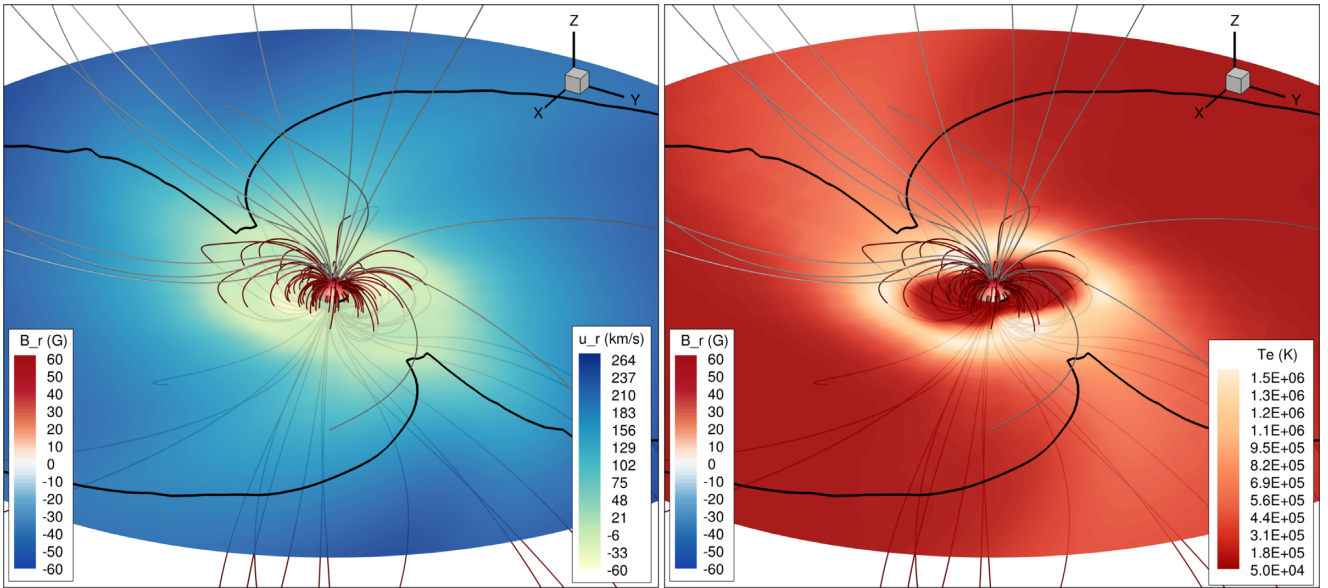 Z
Y
X
B_r (G)
60
50
40
30
20
10
0
-10
-20
-30
-40
-50
-60
u_r (km/s)
264
237
210
183
156
129
102
75
48
21
-6
-33
-60
Z
Y
X
B_r (G)
60
50
40
30
20
10
0
-10
-20
-30
-40
-50
-60
Te (K)
1.5E+06
1.3E+06
1.2E+06
1.1E+06
9.5E+05
8.2E+05
6.9E+05
5.6E+05
4.4E+05
3.1E+05
1.8E+05
5.0E+04